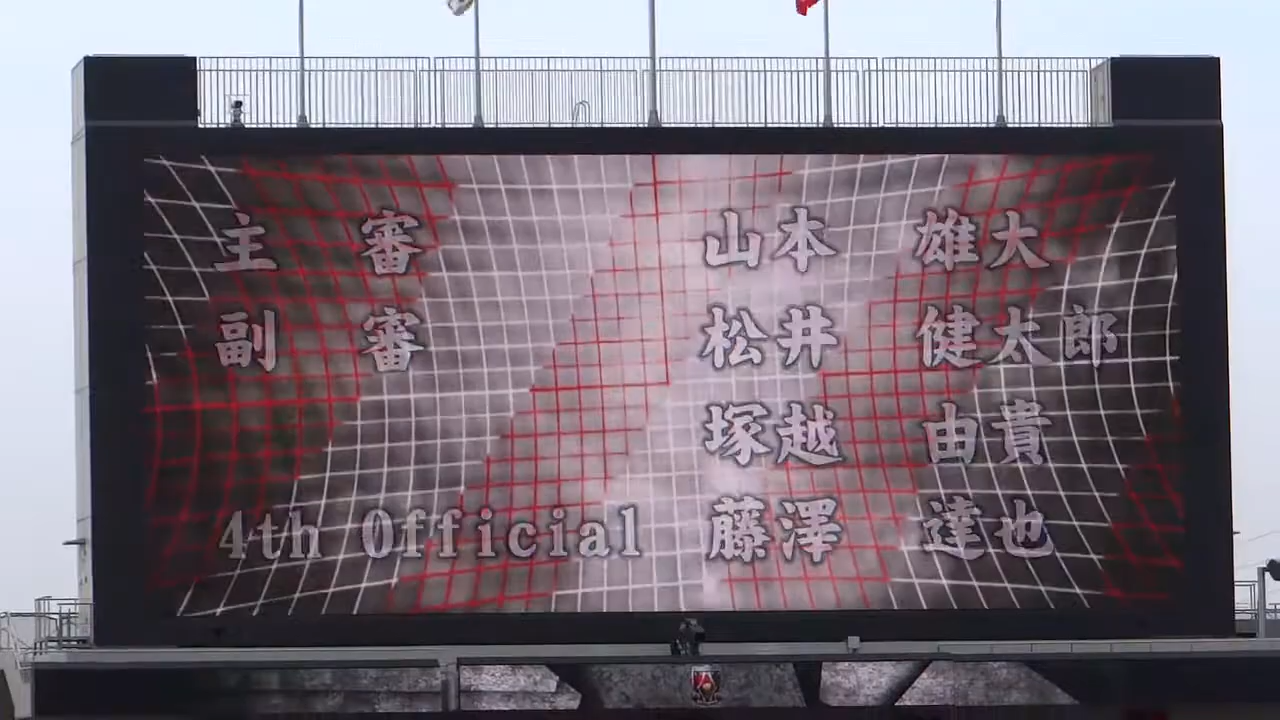 主 審 山本 雄大
副 審 松井 健太郎
塚越 由貴
4th Official 藤澤 達也